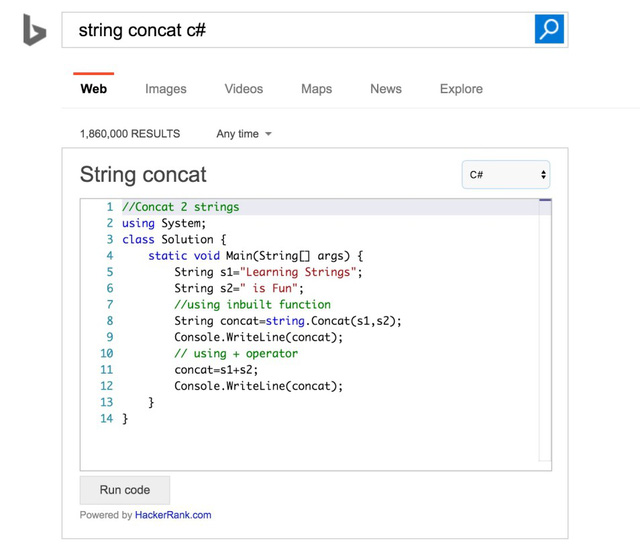 string concat c#
Web Images Videos Maps News Explore
1,860,000 RESULTS Any time
String concat C#
1 //Concat 2 strings
2 using System;
3 class Solution {
4 static void Main(String[] args) {
5 String s1="Learning Strings";
6 String s2=" is Fun";
7 //using inbuilt function
8 String concat=string.Concat(s1,s2);
9 Console.WriteLine(concat);
10 // using + operator
11 concat=s1+s2;
12 Console.WriteLine(concat);
13 }
14 }
Run code
Powered by HackerRank.com